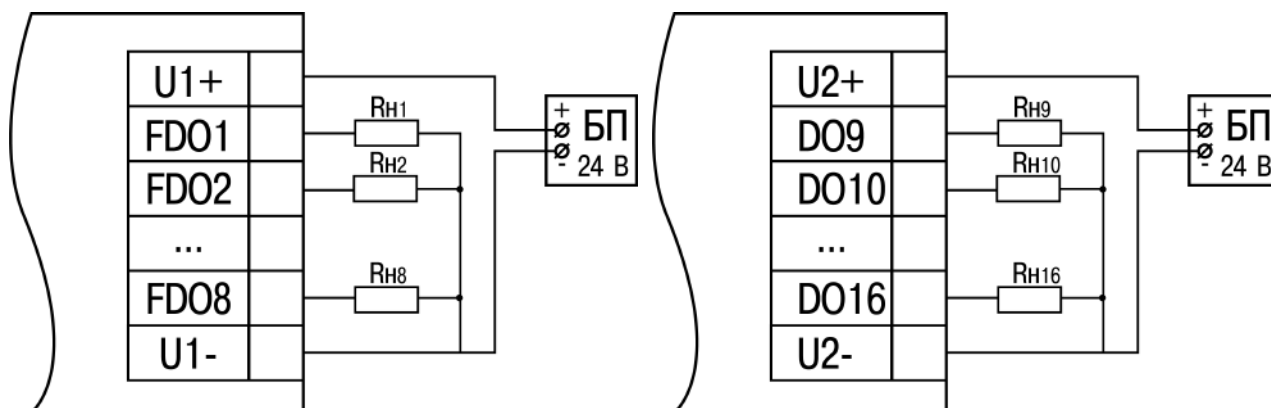 U1+
FDO1
FDO2
...
FDO8
U1-
Rн1
Rн2
Rн8
+
БП
-
24 В
U2+
DO9
DO10
...
DO16
U2-
Rн9
Rн10
Rн16
+
БП
-
24 В